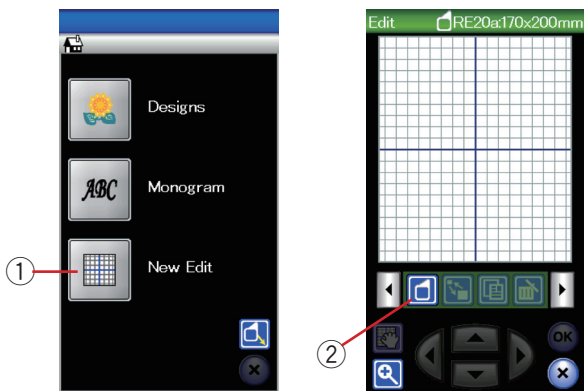 Designs
ABC
Monogram
① New Edit
Edit RE20a:170x200mm
②
OK